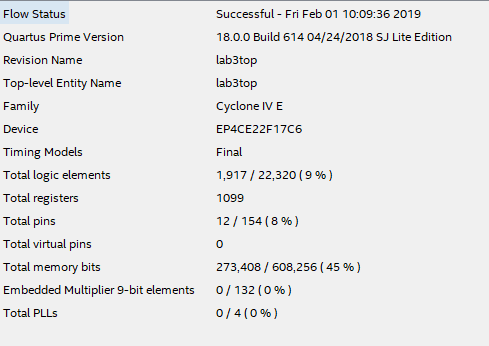 Flow Status Successful - Fri Feb 01 10:09:36 2019
Quartus Prime Version 18.0.0 Build 614 04/24/2018 SJ Lite Edition
Revision Name lab3top
Top-level Entity Name lab3top
Family Cyclone IV E
Device EP4CE22F17C6
Timing Models Final
Total logic elements 1,917 / 22,320 ( 9 % )
Total registers 1099
Total pins 12 / 154 ( 8 % )
Total virtual pins 0
Total memory bits 273,408 / 608,256 ( 45 % )
Embedded Multiplier 9-bit elements 0 / 132 ( 0 % )
Total PLLs 0 / 4 ( 0 % )